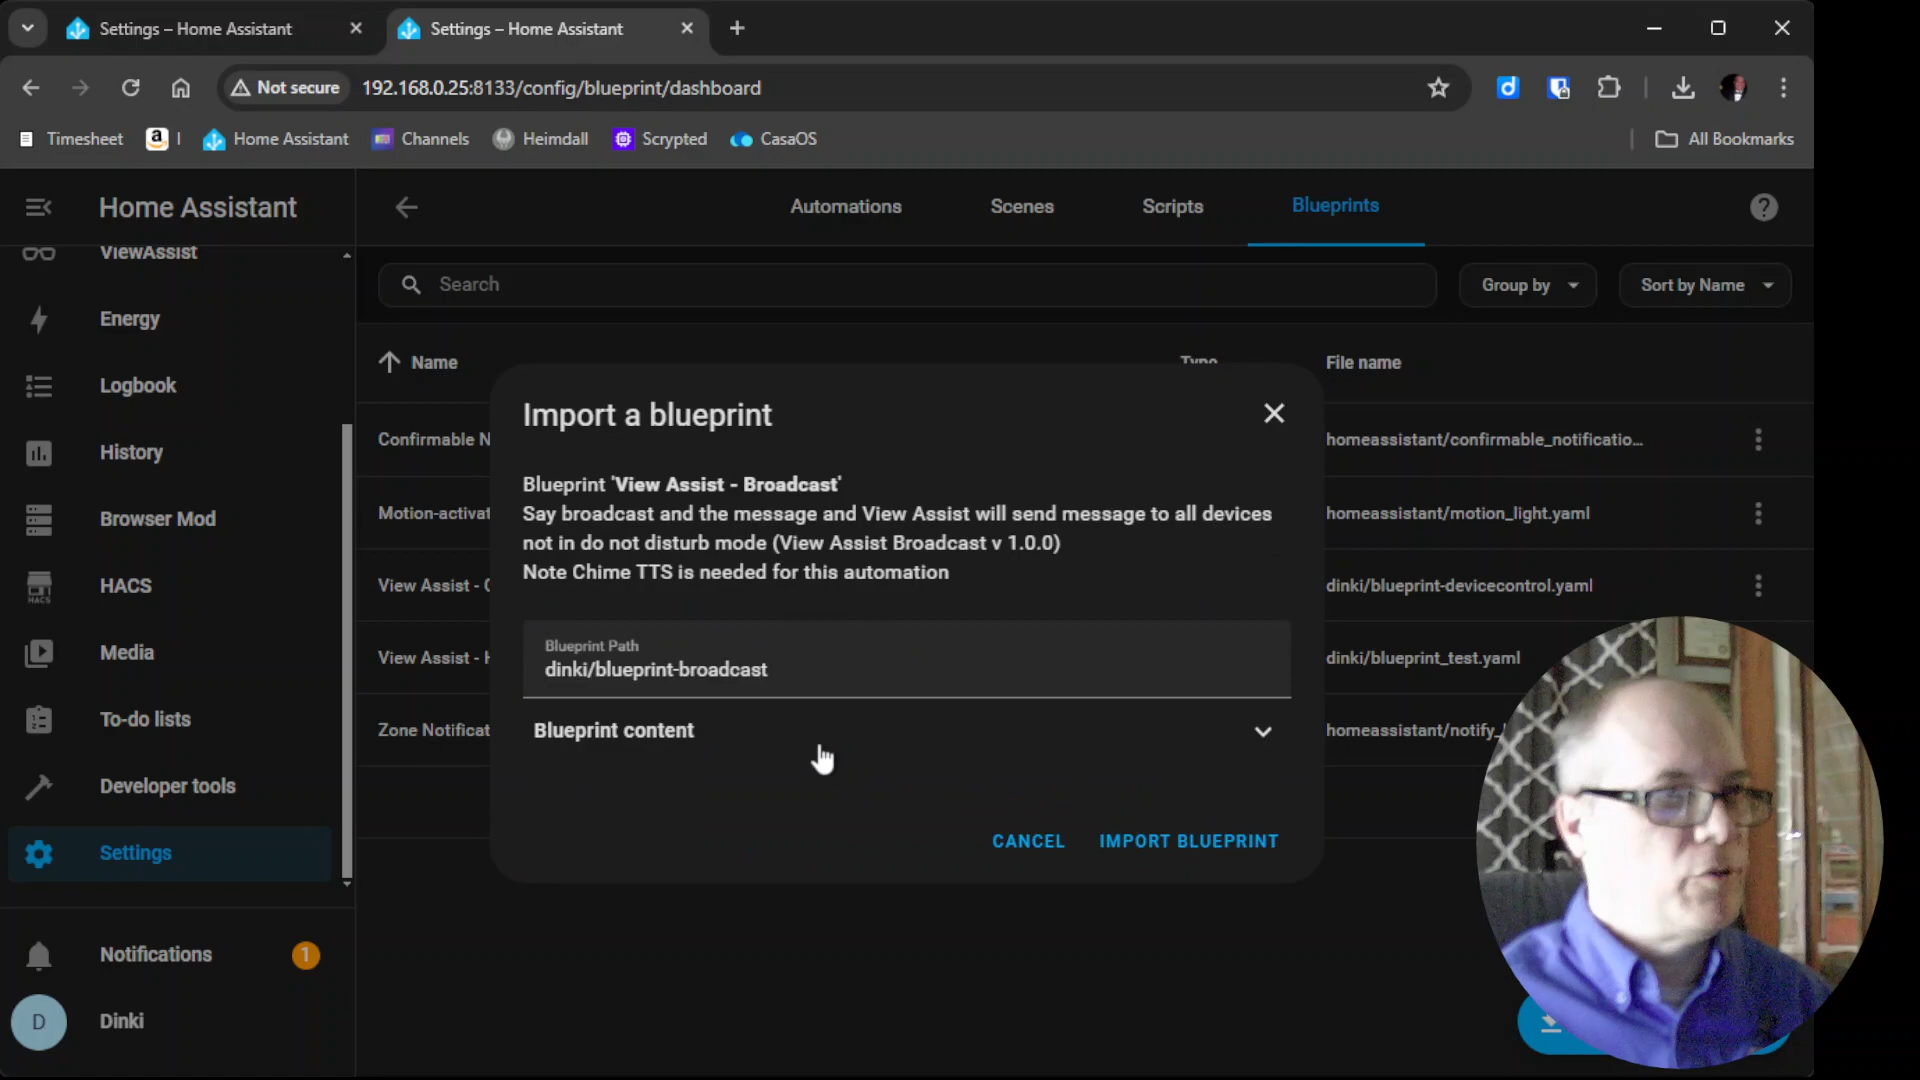 Settings – Home Assistant
Settings – Home Assistant
Not secure
192.168.0.25:8133/config/blueprint/dashboard
Timesheet
I
Home Assistant
Channels
Heimdall
Scrypted
CasaOS
All Bookmarks
Home Assistant
Automations
Scenes
Scripts
Blueprints
ViewAssist
Energy
Logbook
History
Browser Mod
HACS
HACS
Media
To-do lists
Developer tools
Settings
Notifications
1
D
Dinki
Search
Group by
Sort by Name
Name
Type
File name
Confirmable N
homeassistant/confirmable_notificatio...
Motion-activat
homeassistant/motion_light.yaml
View Assist -
dinki/blueprint-devicecontrol.yaml
View Assist -
dinki/blueprint_test.yaml
Zone Notificat
homeassistant/notify_
Import a blueprint
Blueprint 'View Assist - Broadcast'
Say broadcast and the message and View Assist will send message to all devices
not in do not disturb mode (View Assist Broadcast v 1.0.0)
Note Chime TTS is needed for this automation
Blueprint Path
dinki/blueprint-broadcast
Blueprint content
CANCEL
IMPORT BLUEPRINT